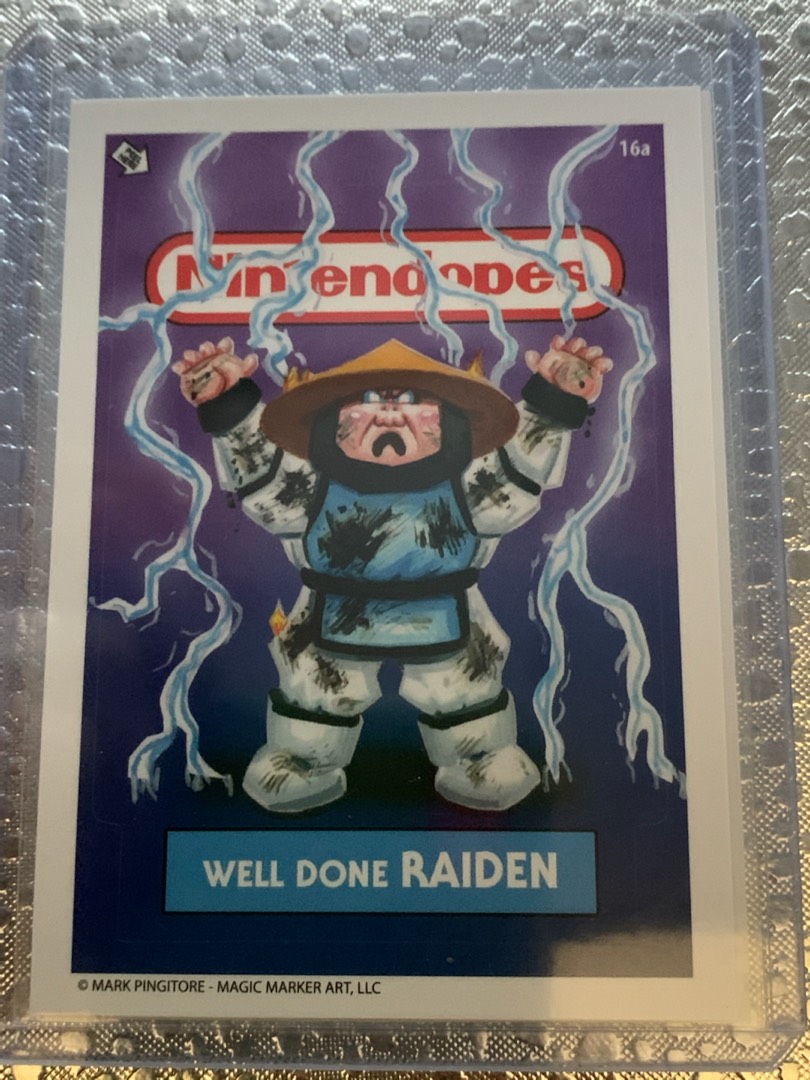 16a
Nintendopes
WELL DONE RAIDEN
© MARK PINGITORE - MAGIC MARKER ART, LLC